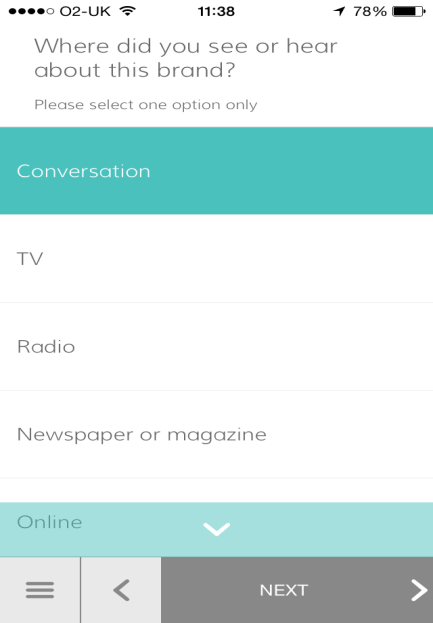 O2-UK 11:38 78%
Where did you see or hear
about this brand?
Please select one option only
Conversation
TV
Radio
Newspaper or magazine
Online
NEXT